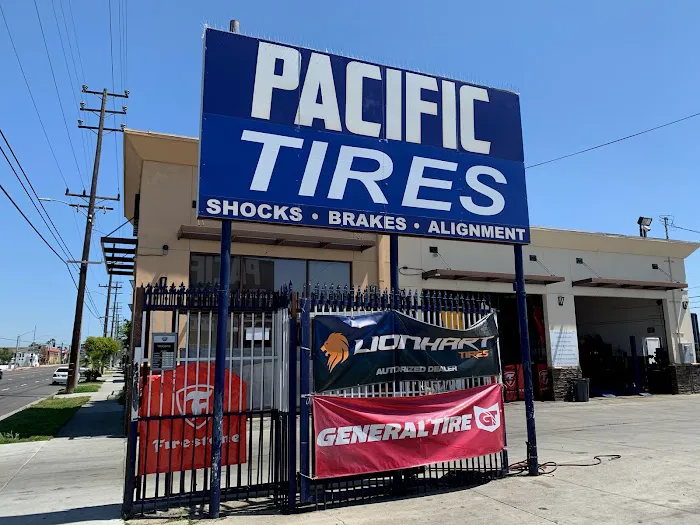 PACIFIC
TIRES
SHOCKS • BRAKES • ALIGNMENT
LIONHART
TIRES
AUTHORIZED DEALER
GENERAL TIRE
Firestone